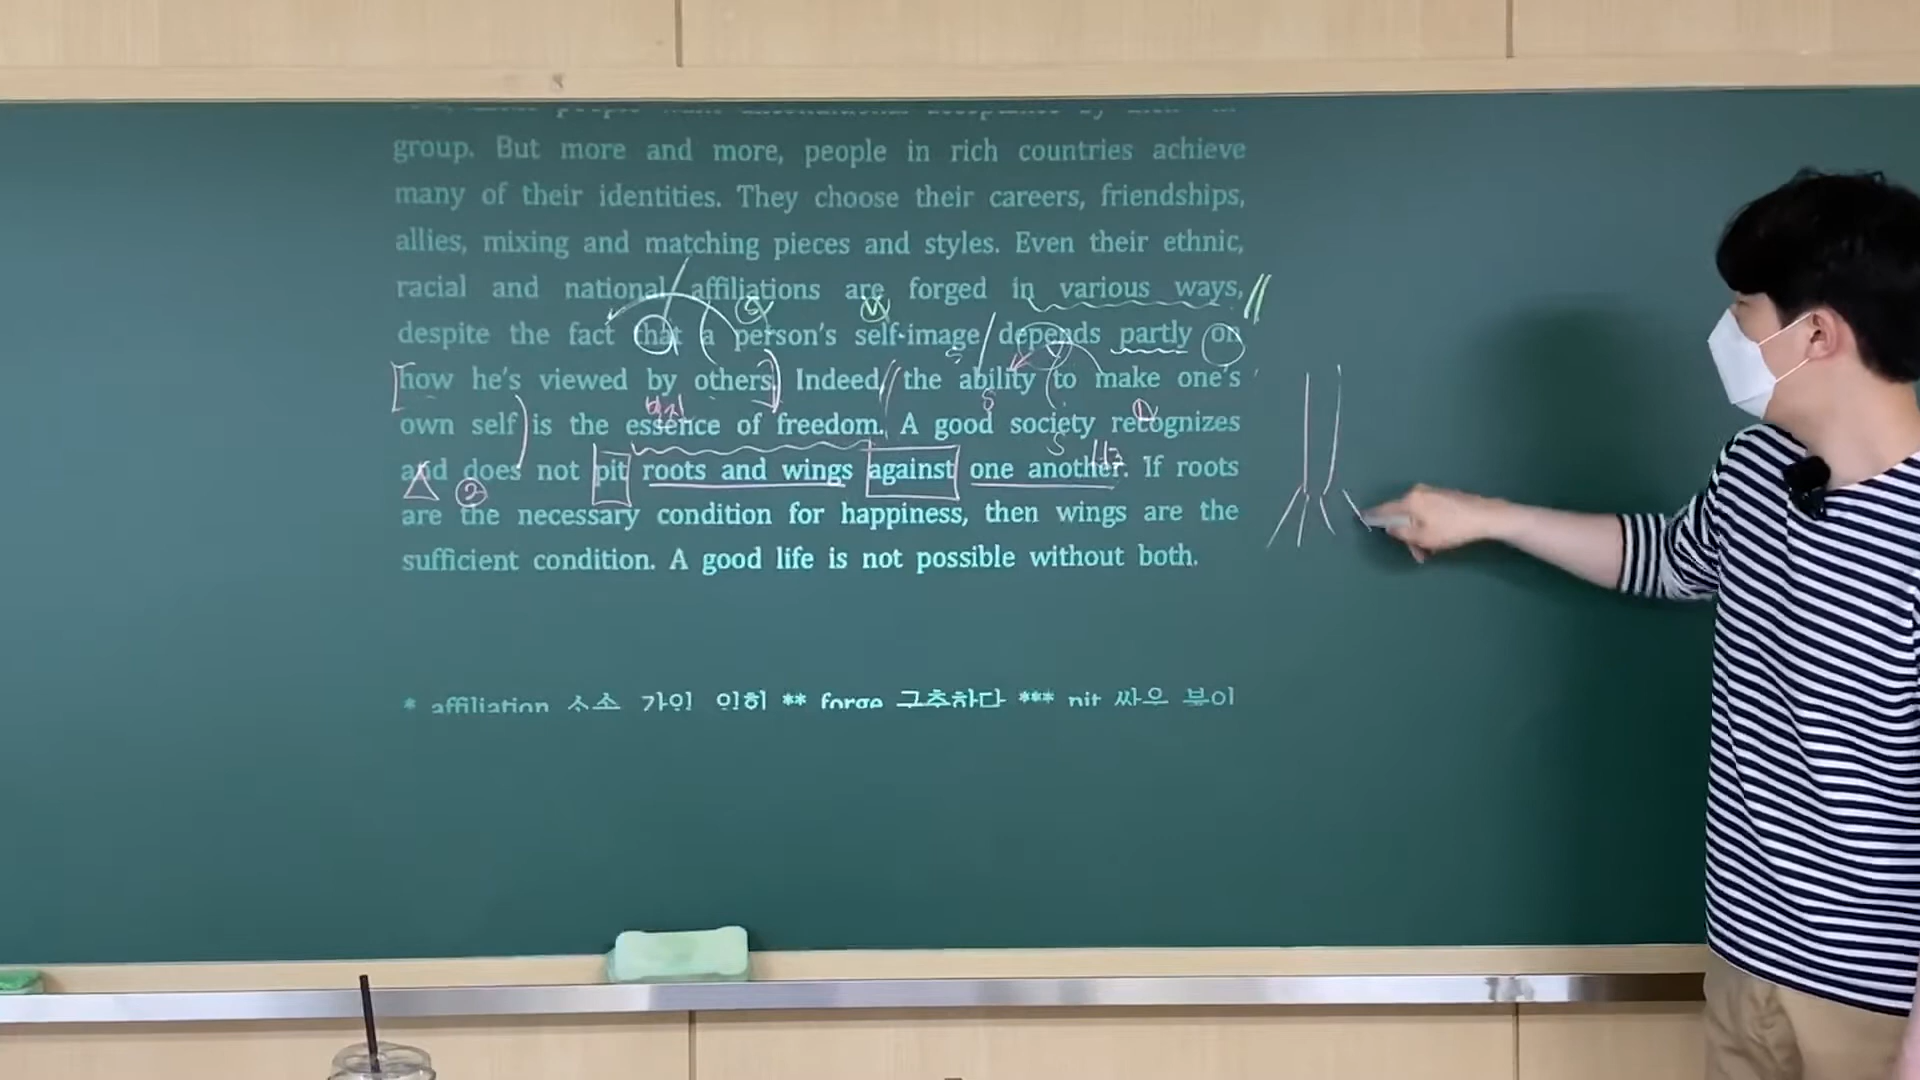 group. But more and more, people in rich countries achieve
many of their identities. They choose their careers, friendships,
allies, mixing and matching pieces and styles. Even their ethnic,
racial and national affiliations are forged in various ways,
despite the fact that a person's self-image depends partly on
how he's viewed by others. Indeed, the ability to make one's
own self is the essence of freedom. A good society recognizes
and does not pit roots and wings against one another. If roots
are the necessary condition for happiness, then wings are the
sufficient condition. A good life is not possible without both.
* affiliation 소속 가입 ** forge 구축하다 *** pit 싸움 붙이